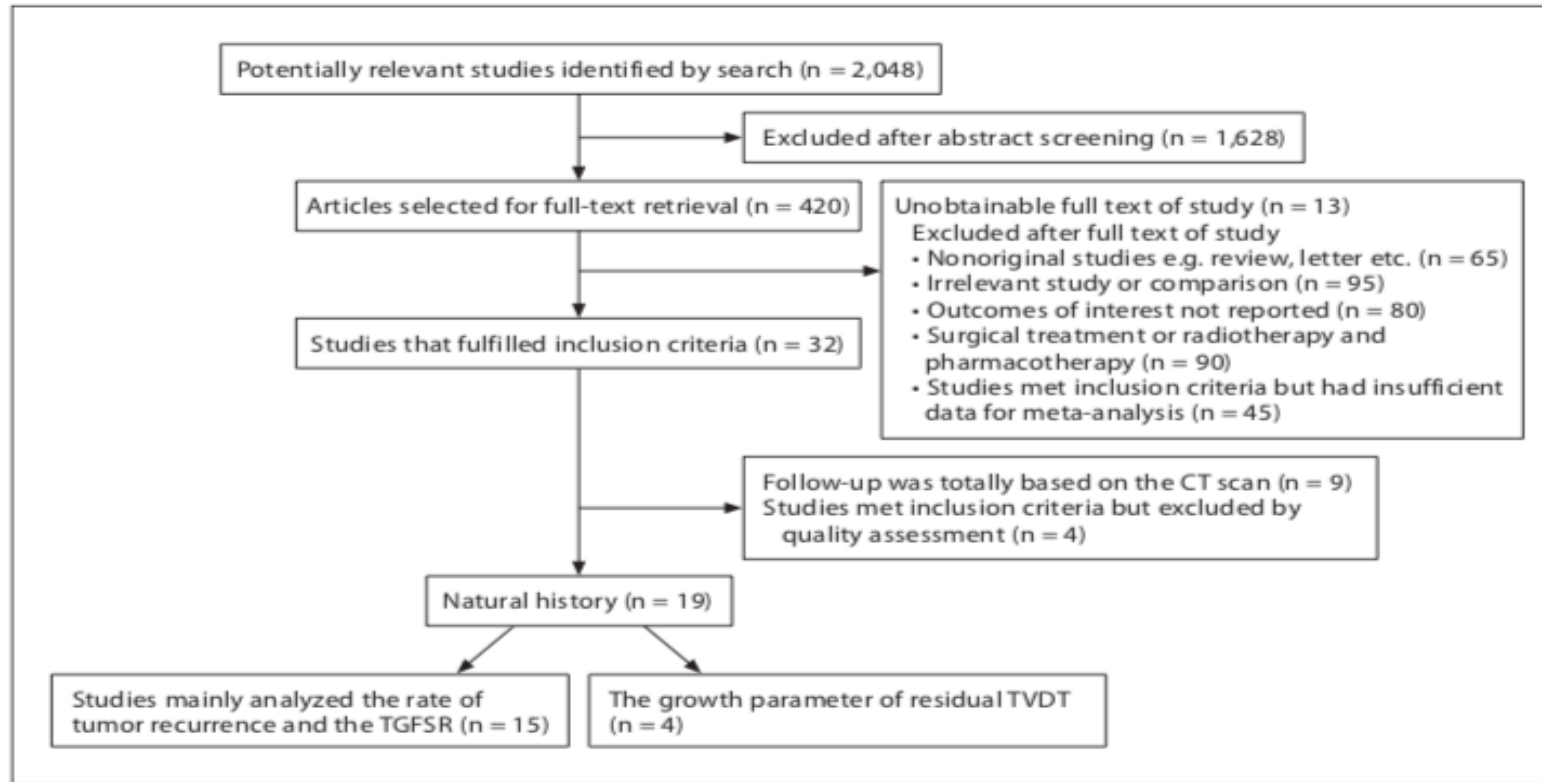 Potentially relevant studies identified by search (n = 2,048)
Excluded after abstract screening (n = 1,628)
Articles selected for full-text retrieval (n = 420)
Unobtainable full text of study (n = 13)
Excluded after full text of study
• Nonoriginal studies e.g. review, letter etc. (n = 65)
• Irrelevant study or comparison (n = 95)
• Outcomes of interest not reported (n = 80)
• Surgical treatment or radiotherapy and
pharmacotherapy (n = 90)
• Studies met inclusion criteria but had insufficient
data for meta-analysis (n = 45)
Studies that fulfilled inclusion criteria (n = 32)
Follow-up was totally based on the CT scan (n = 9)
Studies met inclusion criteria but excluded by
quality assessment (n = 4)
Natural history (n = 19)
Studies mainly analyzed the rate of
tumor recurrence and the TGFSR (n = 15)
The growth parameter of residual TVDT
(n = 4)